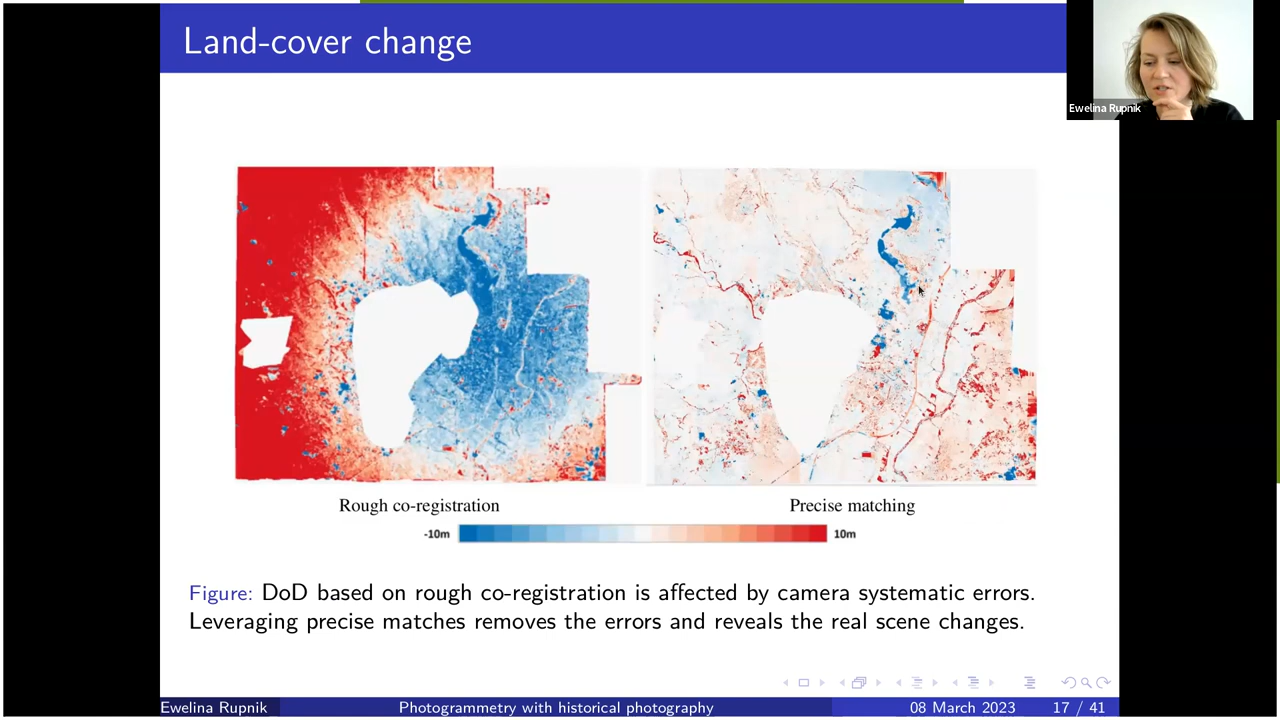 Land-cover change
Ewelina Rupnik
Rough co-registration
Precise matching
-10m
10m
Figure: DoD based on rough co-registration is affected by camera systematic errors.
Leveraging precise matches removes the errors and reveals the real scene changes.
Ewelina Rupnik
Photogrammetry with historical photography
08 March 2023
17 / 41